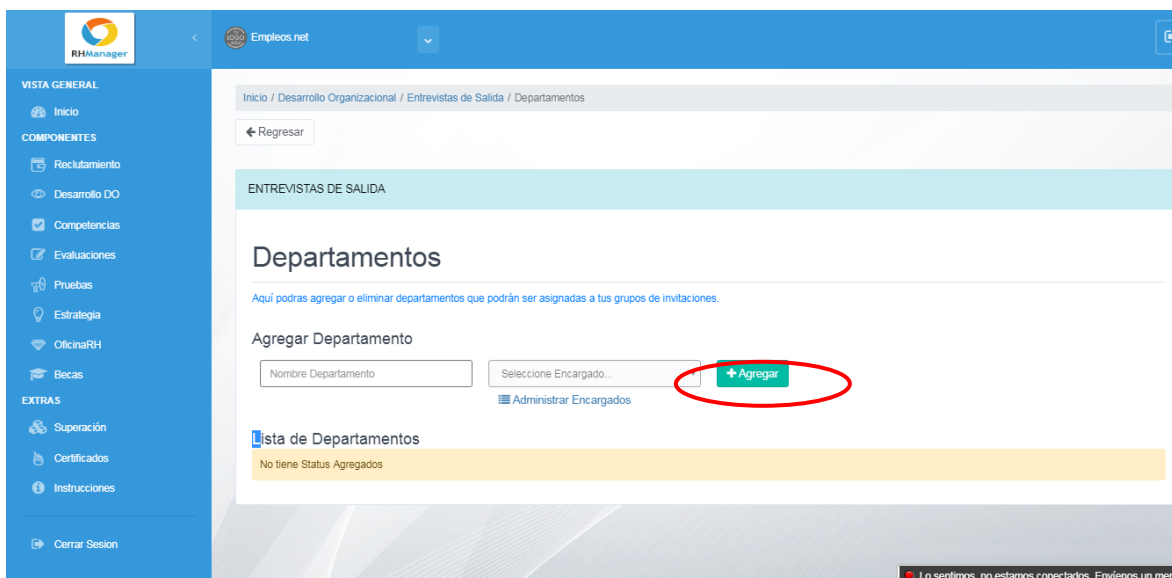 RHManager
Empleos.net
VISTA GENERAL
Inicio
COMPONENTES
Reclutamiento
Desarrollo DO
Competencias
Evaluaciones
Pruebas
Estrategia
OficinaRH
Becas
EXTRAS
Superación
Certificados
Instrucciones
Cerrar Sesion
Inicio / Desarrollo Organizacional / Entrevistas de Salida / Departamentos
Regresar
ENTREVISTAS DE SALIDA
Departamentos
Aquí podras agregar o eliminar departamentos que podrán ser asignadas a tus grupos de invitaciones.
Agregar Departamento
Nombre Departamento
Seleccione Encargado...
+ Agregar
Administrar Encargados
Lista de Departamentos
No tiene Status Agregados
Lo sentimos, no estamos conectados. Envíenos un